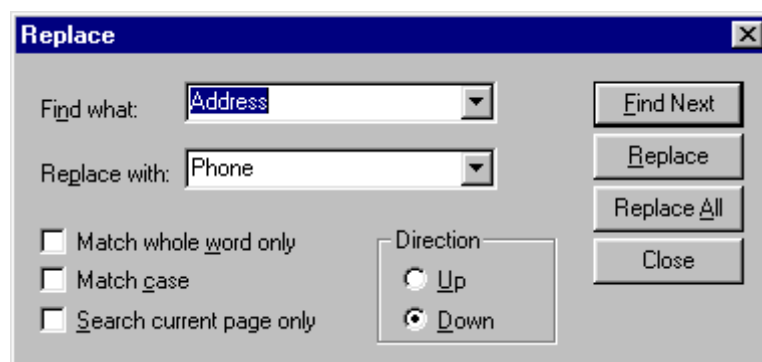 Replace
Find what: Address
Find Next
Replace with: Phone
Replace
Replace All
Match whole word only
Direction
Close
Match case
Up
Search current page only
Down